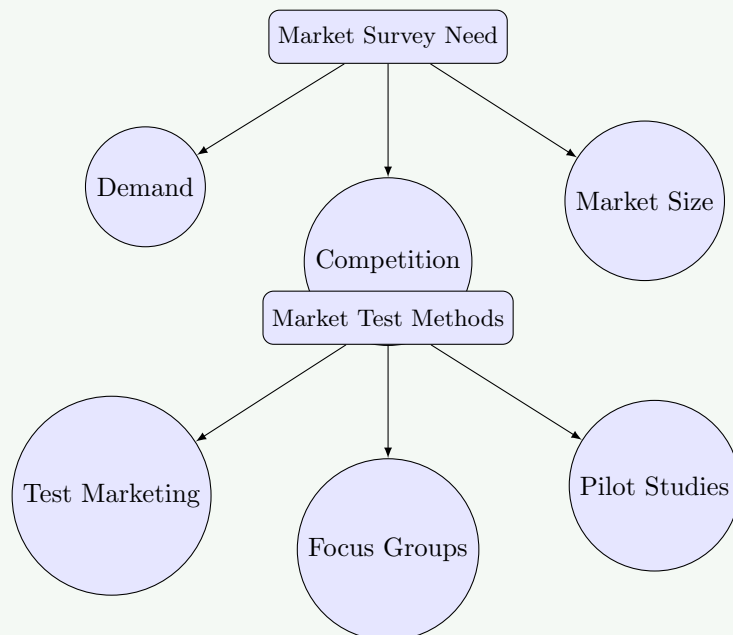 Market Survey Need
Demand
Market Size
Competition
Market Test Methods
Test Marketing
Pilot Studies
Focus Groups